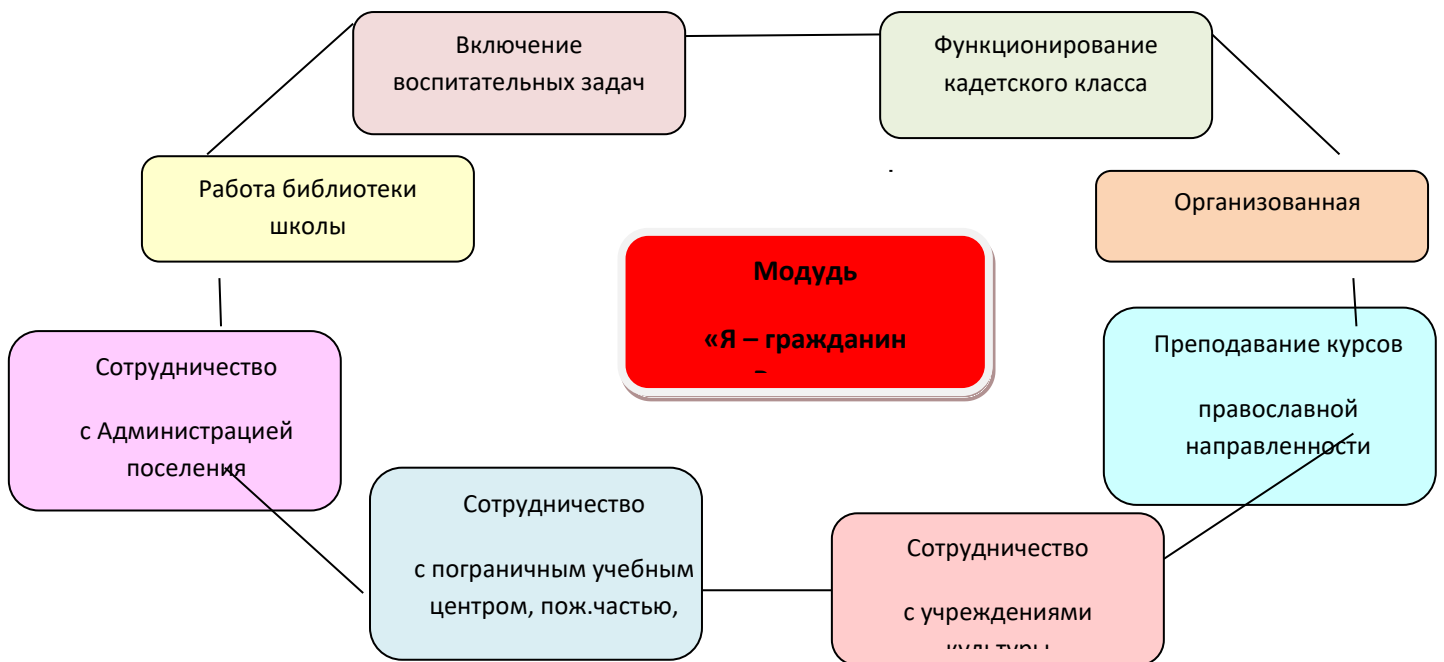 Включение
воспитательных задач
Функционирование
кадетского класса
Работа библиотеки
школы
Организованная
Модудь
«Я – гражданин
Сотрудничество
с Администрацией
поселения
Преподавание курсов
православной
направленности
Сотрудничество
с пограничным учебным
центром, пож.частью,
Сотрудничество
с учреждениями
культуры